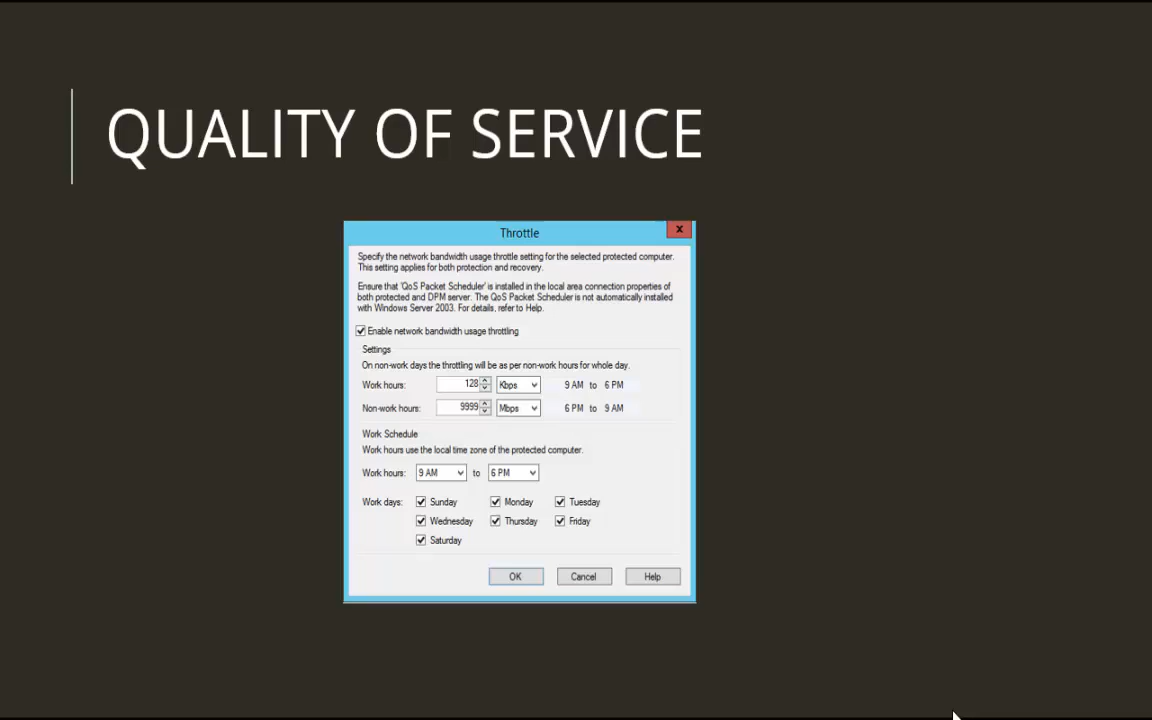 QUALITY OF SERVICE
Throttle
x
Specify the network bandwidth usage throttle setting for the selected protected computer.
This setting applies for both protection and recovery.
Ensure that 'QoS Packet Scheduler' is installed in the local area connection properties of
both protected and DPM server. The QoS Packet Scheduler is not automatically installed
with Windows Server 2003. For details, refer to Help.
Enable network bandwidth usage throttling
Settings
On non-work days the throttling will be as per non-work hours for whole day.
Work hours: 128 Kbps 9 AM to 6 PM
Non-work hours: 9999 Mbps 6 PM to 9 AM
Work Schedule
Work hours use the local time zone of the protected computer.
Work hours: 9 AM to 6 PM
Work days: Sunday Monday Tuesday
Wednesday Thursday Friday
Saturday
OK Cancel Help